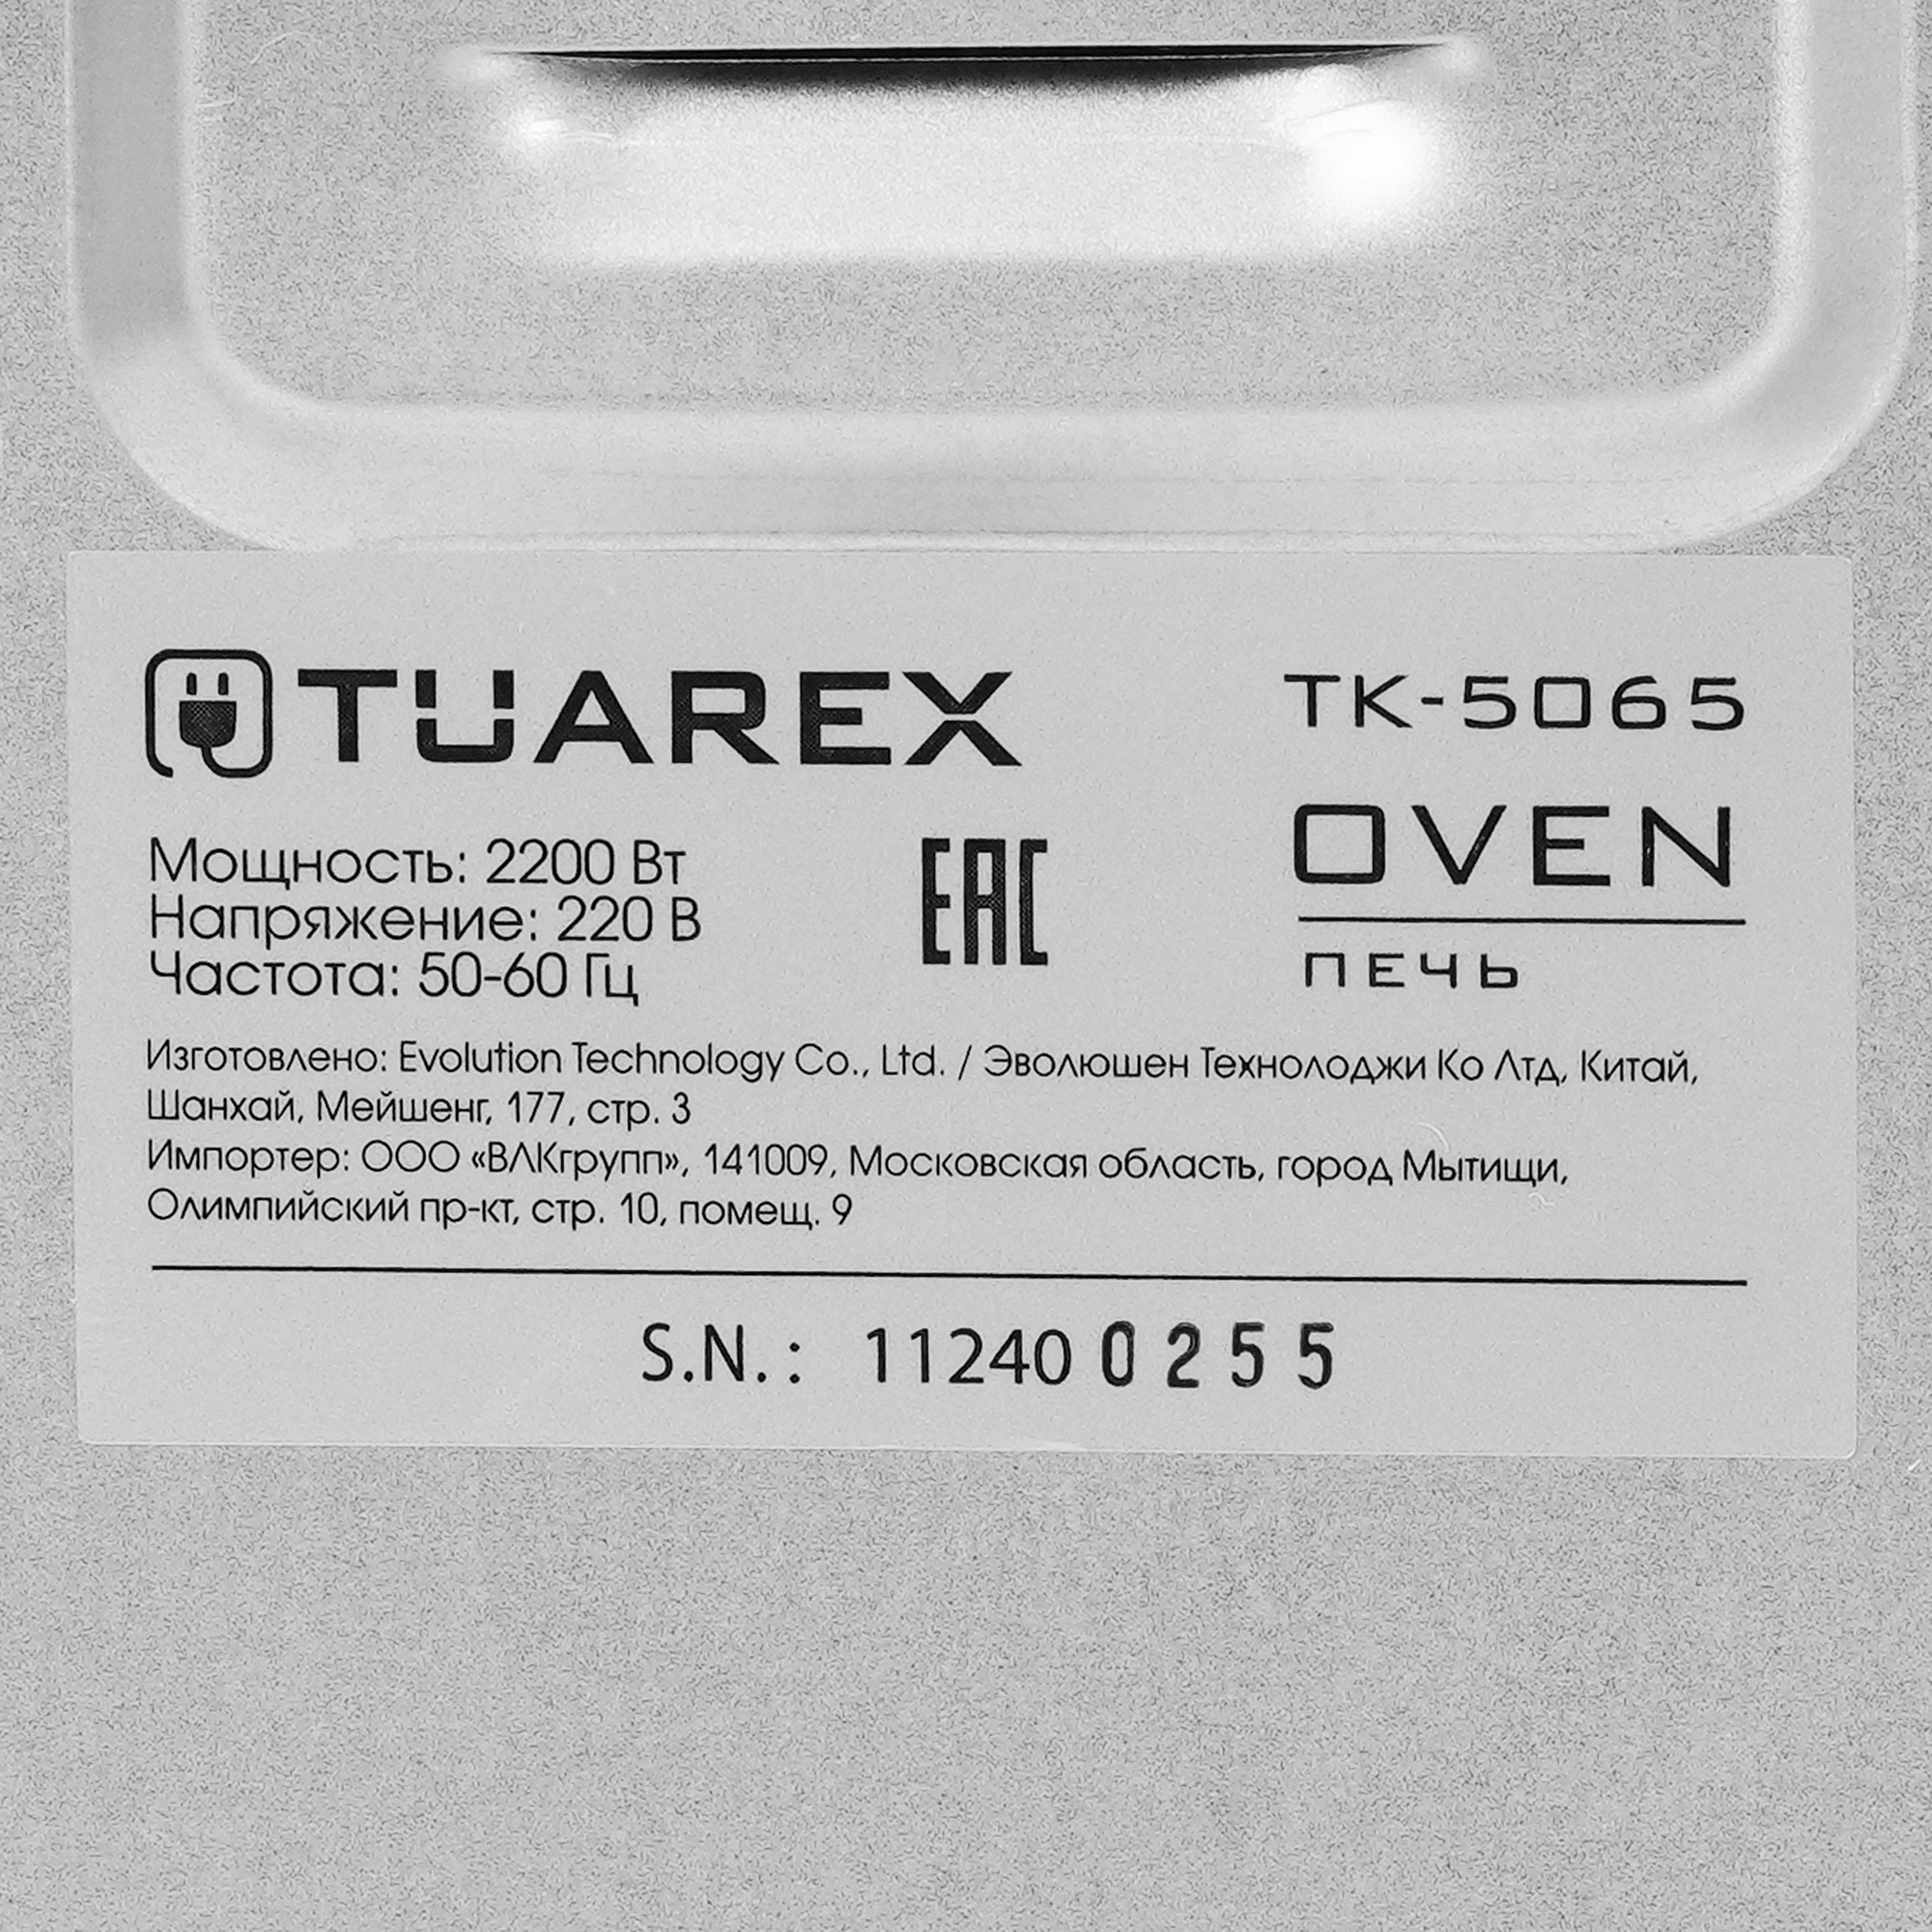 TUAREX
TK-5065
OVEN
ПЕЧЬ
Мощность: 2200 Вт
Напряжение: 220 В
Частота: 50-60 Гц
EAC
Изготовлено: Evolution Technology Co., Ltd. / Эволюшен Технолоджи Ко Лтд, Китай,
Шанхай, Мейшенг, 177, стр. 3
Импортер: ООО «ВЛКгрупп», 141009, Московская область, город Мытищи,
Олимпийский пр-кт, стр. 10, помещ. 9
S.N.: 11240 0255